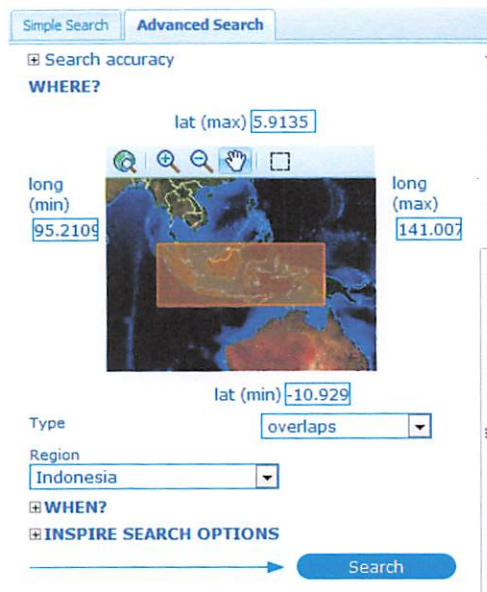 Simple Search Advanced Search
Search accuracy
WHERE?
lat (max) 5.9135
long (min) 95.2109
long (max) 141.007
lat (min) -10.929
Type overlaps
Region
Indonesia
WHEN?
INSPIRE SEARCH OPTIONS
Search